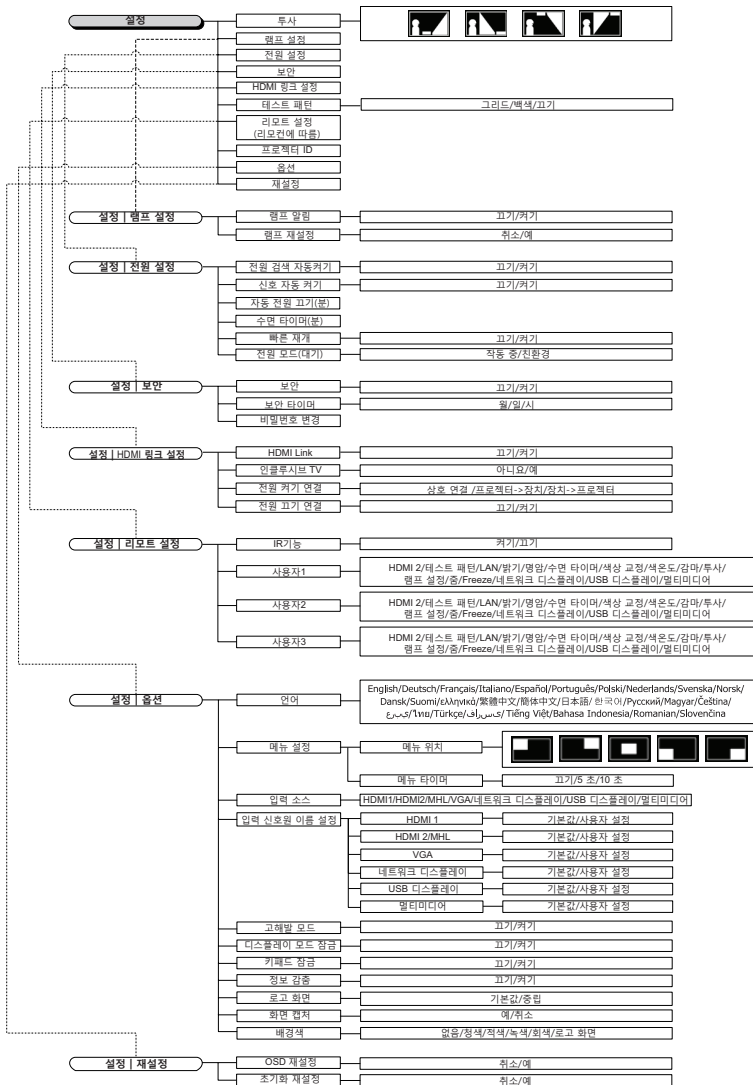 설정
투사
램프 설정
전원 설정
보안
HDMI 링크 설정
테스트 패턴
그리드/백색/끄기
리모트 설정
(리모컨에 따름)
프로젝터 ID
옵션
재설정
설정 | 램프 설정
램프 알림
끄기/켜기
램프 재설정
취소/예
설정 | 전원 설정
전원 검색 자동켜기
끄기/켜기
신호 자동 켜기
끄기/켜기
자동 전원 끄기(분)
수면 타이머(분)
빠른 재개
끄기/켜기
전원 모드(대기)
작동 중/친환경
설정 | 보안
보안
끄기/켜기
보안 타이머
월/일/시
비밀번호 변경
설정 | HDMI 링크 설정
HDMI Link
끄기/켜기
인클루시브 TV
아니요/예
전원 켜기 연결
상호 연결 /프로젝터->장치/장치->프로젝터
전원 끄기 연결
끄기/켜기
설정 | 리모트 설정
IR기능
켜기/끄기
사용자1
HDMI 2/테스트 패턴/LAN/밝기/명암/수면 타이머/색상 교정/색온도/감마/투사/
램프 설정/줌/Freeze/네트워크 디스플레이/USB 디스플레이/멀티미디어
사용자2
HDMI 2/테스트 패턴/LAN/밝기/명암/수면 타이머/색상 교정/색온도/감마/투사/
램프 설정/줌/Freeze/네트워크 디스플레이/USB 디스플레이/멀티미디어
사용자3
HDMI 2/테스트 패턴/LAN/밝기/명암/수면 타이머/색상 교정/색온도/감마/투사/
램프 설정/줌/Freeze/네트워크 디스플레이/USB 디스플레이/멀티미디어
설정 | 옵션
언어
English/Deutsch/Français/Italiano/Español/Português/Polski/Nederlands/Svenska/Norsk/
Dansk/Suomi/ελληνικά/繁體中文/簡体中文/日本語/한국어/Русский/Magyar/Čeština/
ﻉﺮﺑﯼ/ไทย/Türkçe/ﻑﺍﺮﺳﯼ/Tiếng Việt/Bahasa Indonesia/Romanian/Slovenčina
메뉴 설정
메뉴 위치
메뉴 타이머
끄기/5 초/10 초
입력 소스
HDMI1/HDMI2/MHL/VGA/네트워크 디스플레이/USB 디스플레이/멀티미디어
입력 신호원 이름 설정
HDMI 1
기본값/사용자 설정
HDMI 2/MHL
기본값/사용자 설정
VGA
기본값/사용자 설정
네트워크 디스플레이
기본값/사용자 설정
USB 디스플레이
기본값/사용자 설정
멀티미디어
기본값/사용자 설정
고해발 모드
끄기/켜기
디스플레이 모드 잠금
끄기/켜기
키패드 잠금
끄기/켜기
정보 감춤
끄기/켜기
로고 화면
기본값/중립
화면 캡처
예/취소
배경색
없음/청색/적색/녹색/회색/로고 화면
설정 | 재설정
OSD 재설정
취소/예
초기화 재설정
취소/예